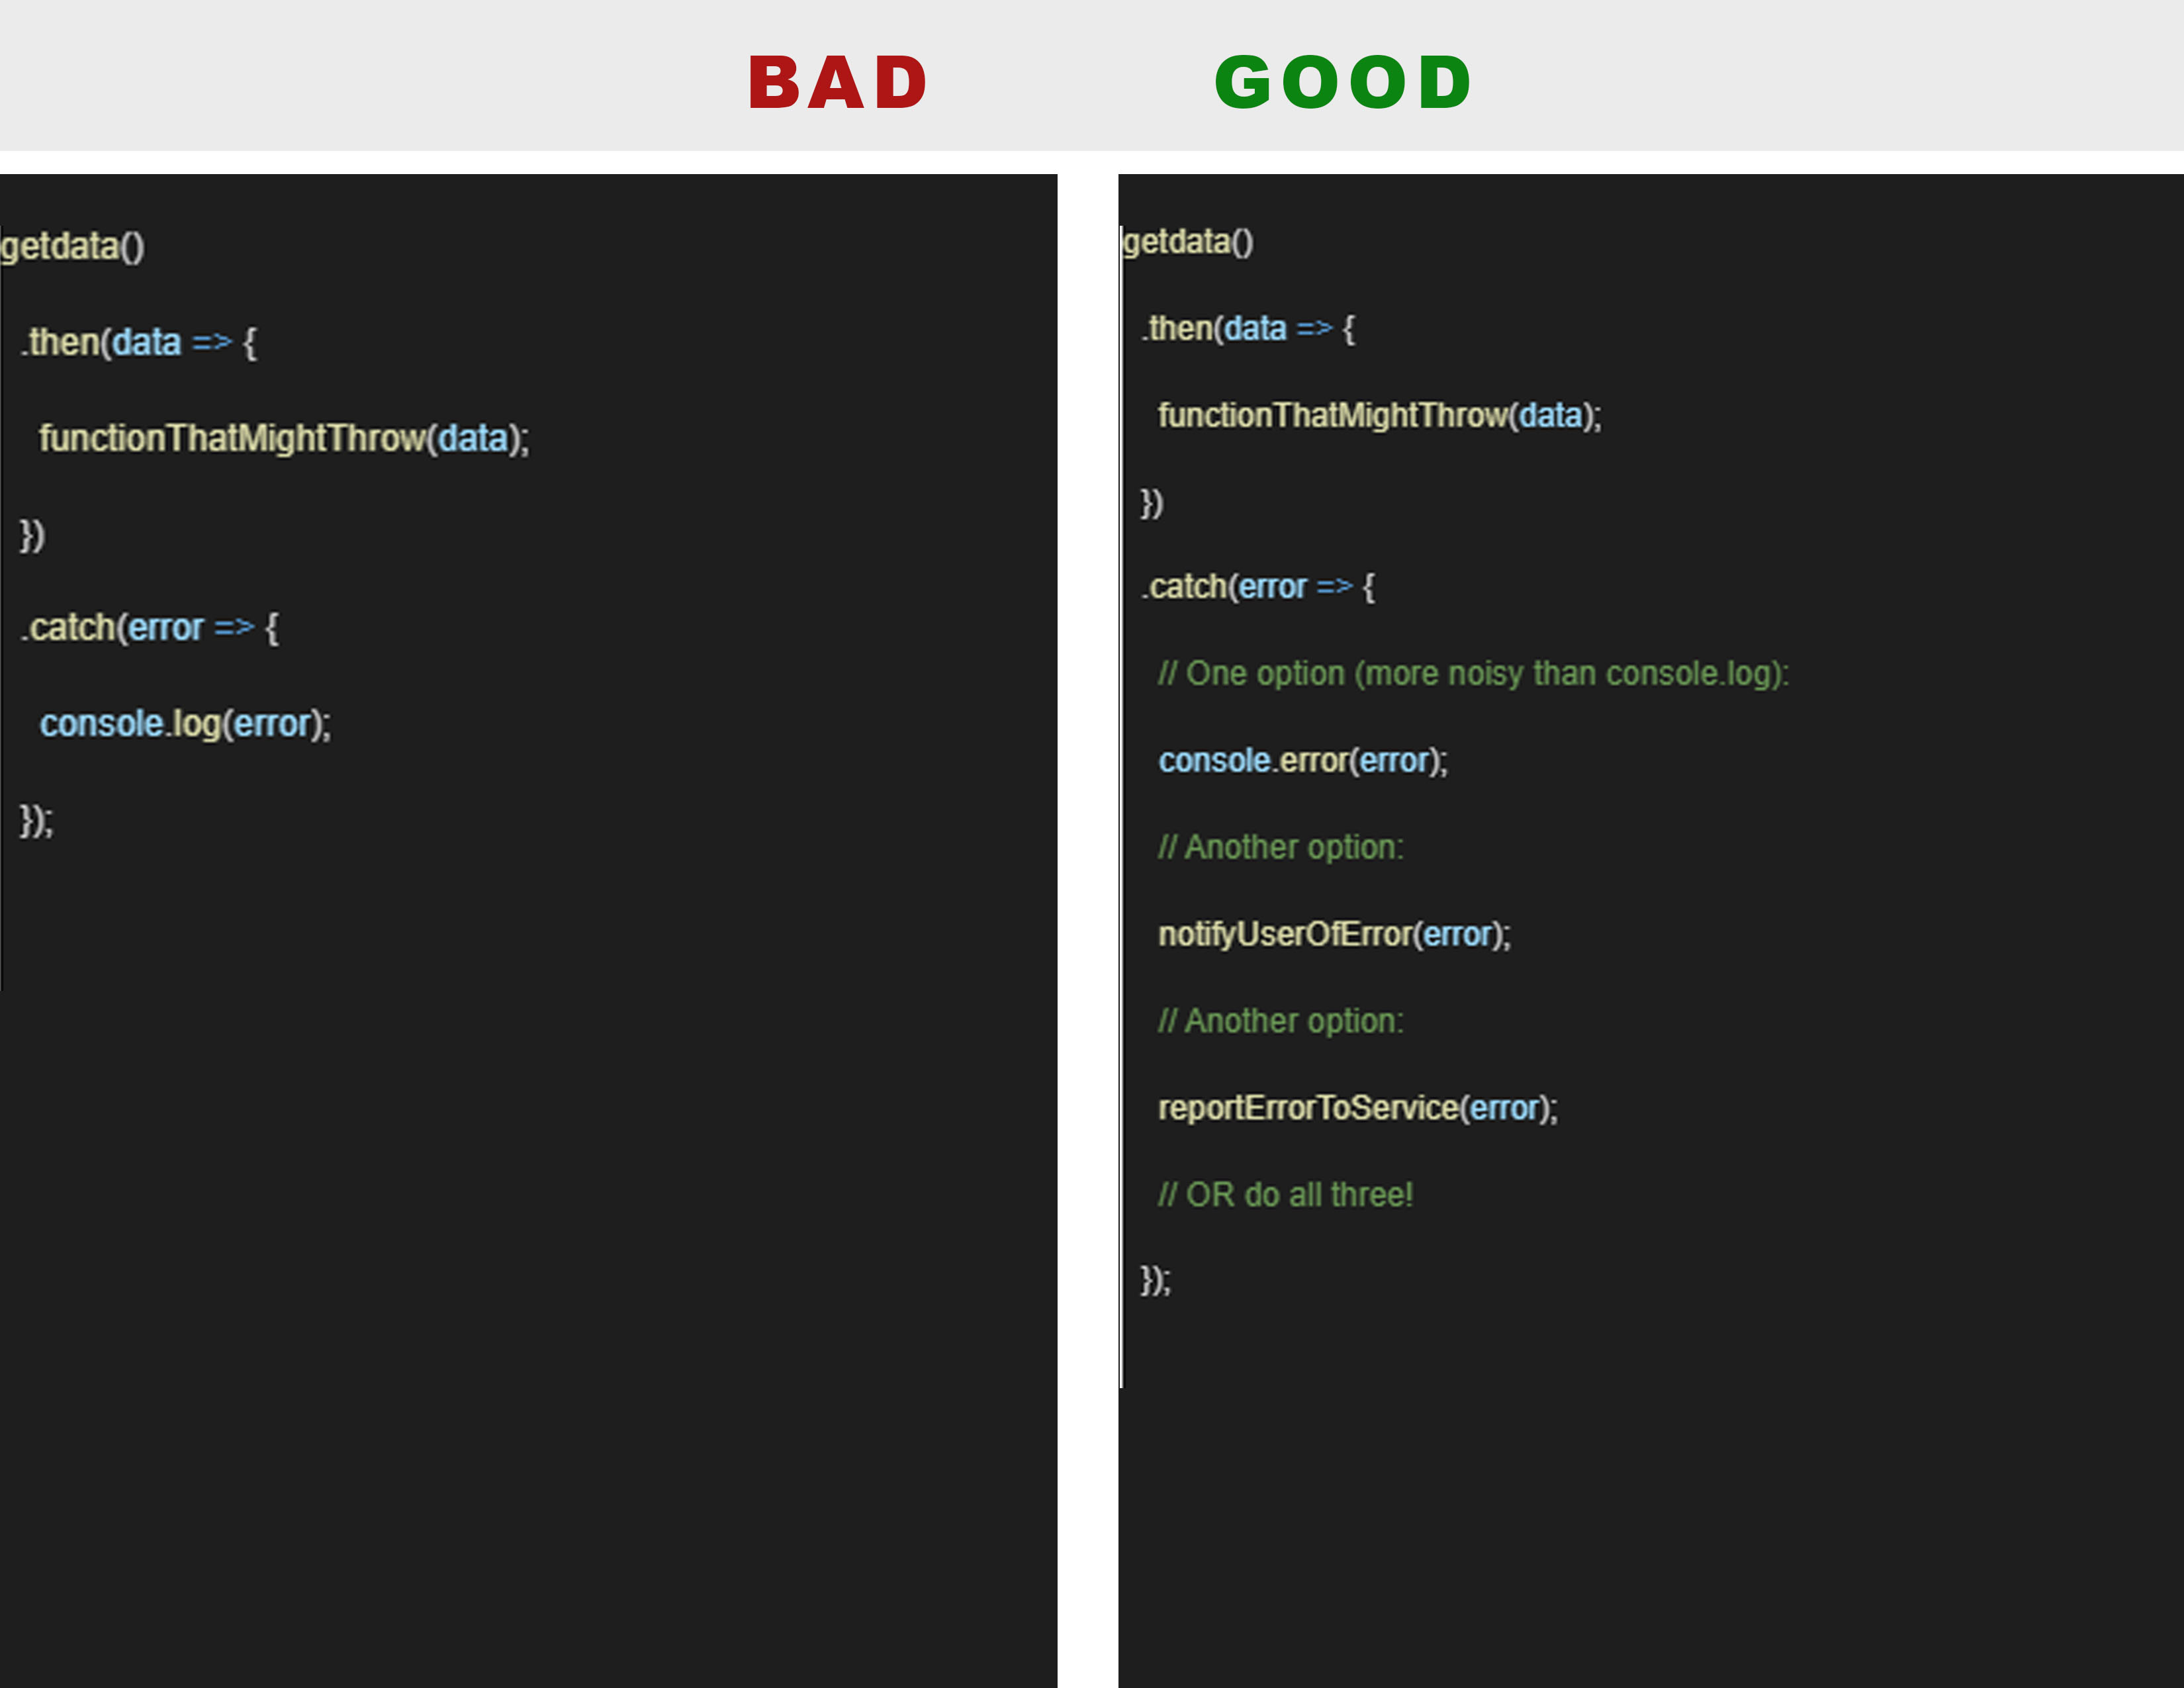 BAD GOOD
getdata()
.then(data => {
functionThatMightThrow(data);
})
.catch(error => {
console.log(error);
});
getdata()
.then(data => {
functionThatMightThrow(data);
})
.catch(error => {
// One option (more noisy than console.log):
console.error(error);
// Another option:
notifyUserOfError(error);
// Another option:
reportErrorToService(error);
// OR do all three!
});